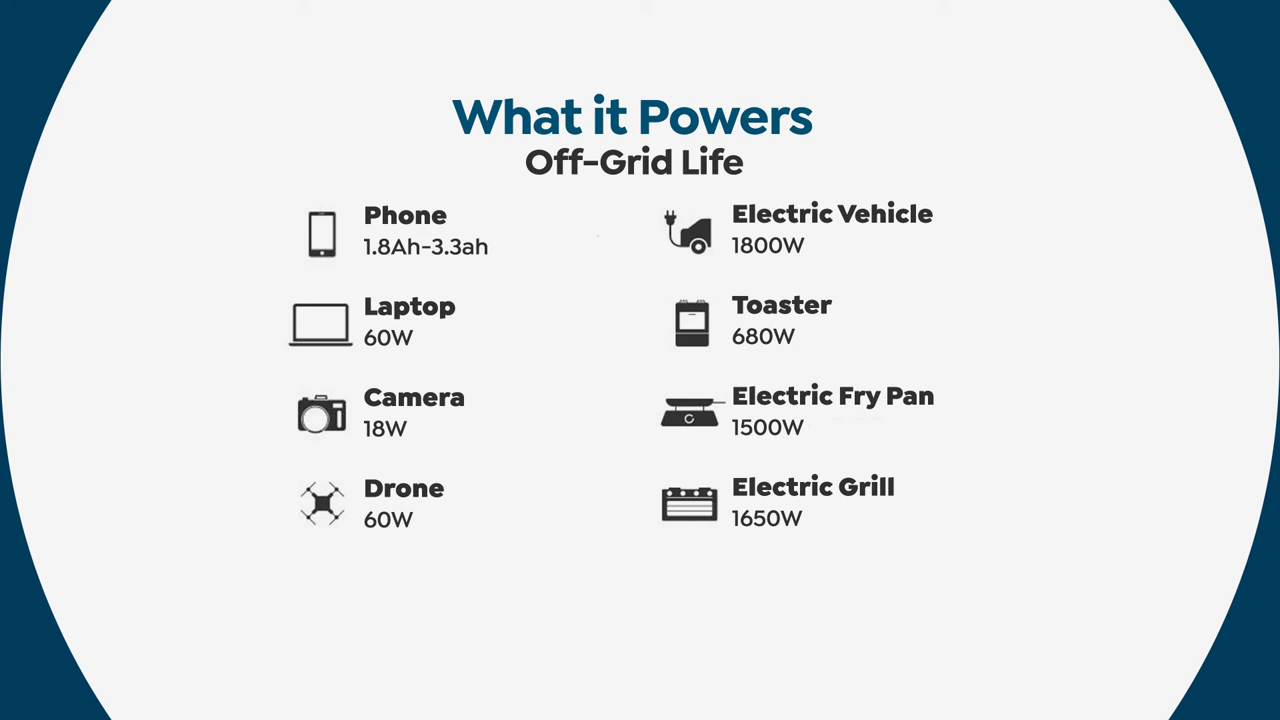 What it Powers
Off-Grid Life
Phone
1.8Ah-3.3ah
Laptop
60W
Camera
18W
Drone
60W
Electric Vehicle
1800W
Toaster
680W
Electric Fry Pan
1500W
Electric Grill
1650W